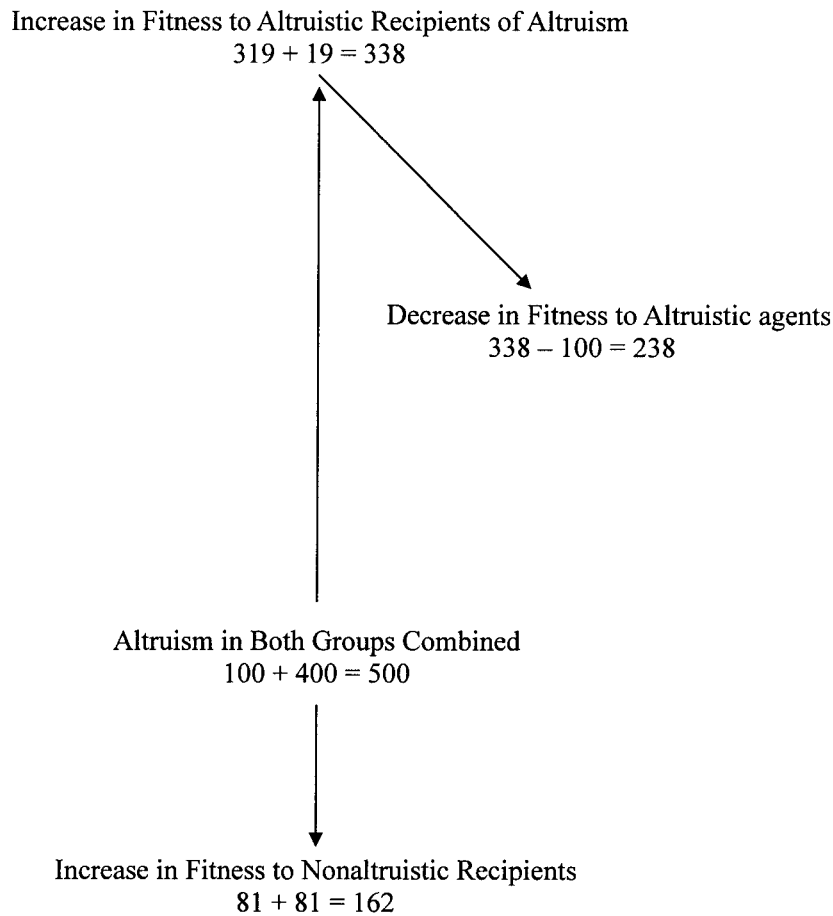 Increase in Fitness to Altruistic Recipients of Altruism
319 + 19 = 338
Decrease in Fitness to Altruistic agents
338 – 100 = 238
Altruism in Both Groups Combined
100 + 400 = 500
Increase in Fitness to Nonaltruistic Recipients
81 + 81 = 162